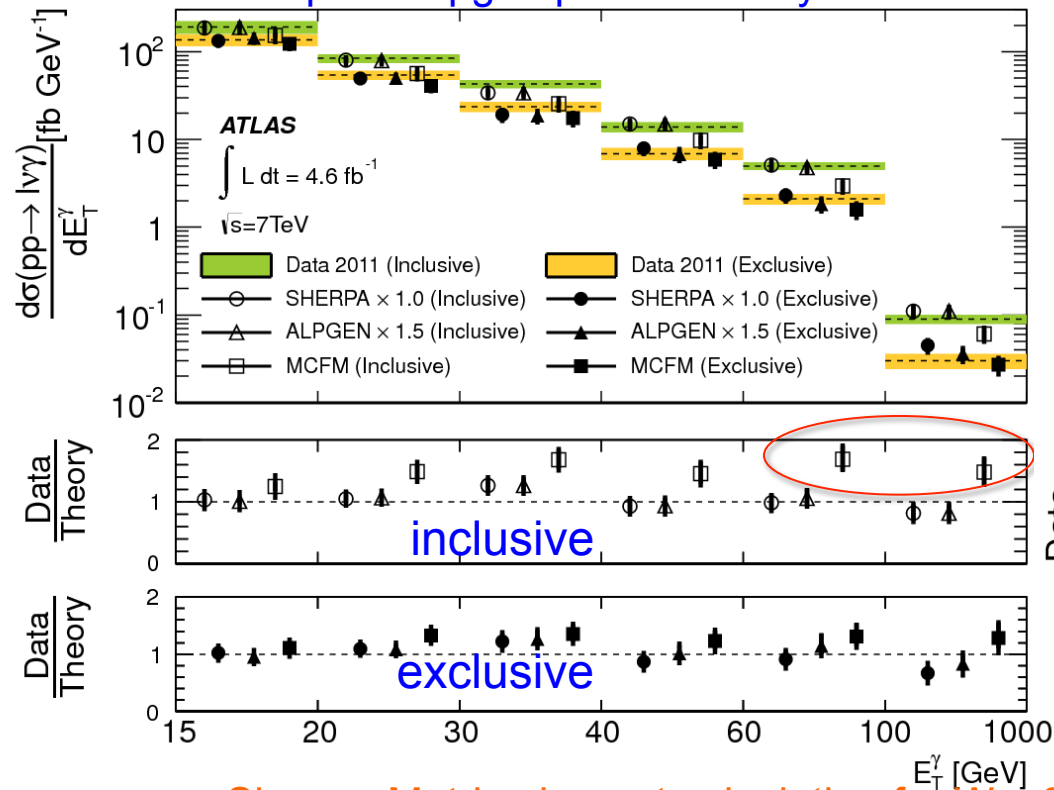 dσ(pp→ lνγ) [fb GeV⁻¹]
dE_T^γ
10²
10
1
10⁻¹
10⁻²
ATLAS
∫ L dt = 4.6 fb⁻¹
√s=7TeV
Data 2011 (Inclusive)
Data 2011 (Exclusive)
SHERPA × 1.0 (Inclusive)
SHERPA × 1.0 (Exclusive)
ALPGEN × 1.5 (Inclusive)
ALPGEN × 1.5 (Exclusive)
MCFM (Inclusive)
MCFM (Exclusive)
Data
Theory
2
1
0
inclusive
Data
Theory
2
1
0
exclusive
15 20 30 40 60 100 1000
E_T^γ [GeV]